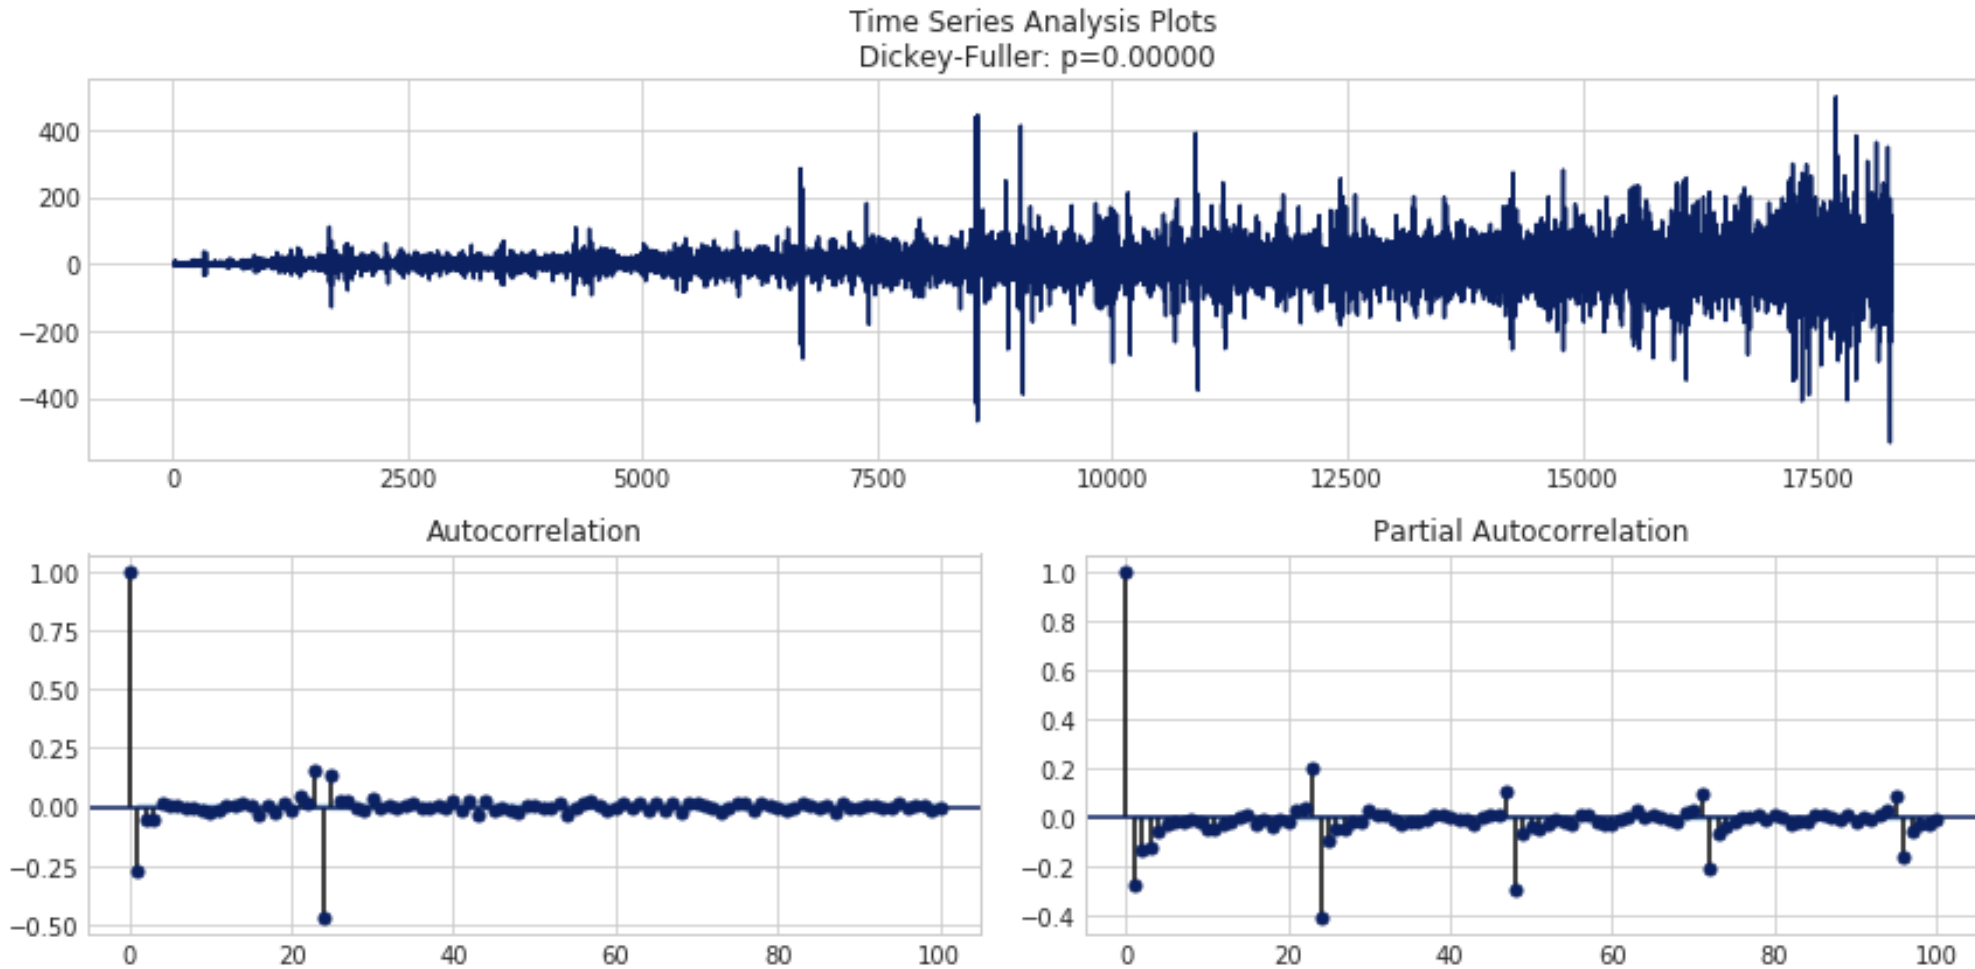 Time Series Analysis Plots
Dickey-Fuller: p=0.00000
400
200
0
−200
−400
0 2500 5000 7500 10000 12500 15000 17500
Autocorrelation
1.00
0.75
0.50
0.25
0.00
−0.25
−0.50
0 20 40 60 80 100
Partial Autocorrelation
1.0
0.8
0.6
0.4
0.2
0.0
−0.2
−0.4
0 20 40 60 80 100